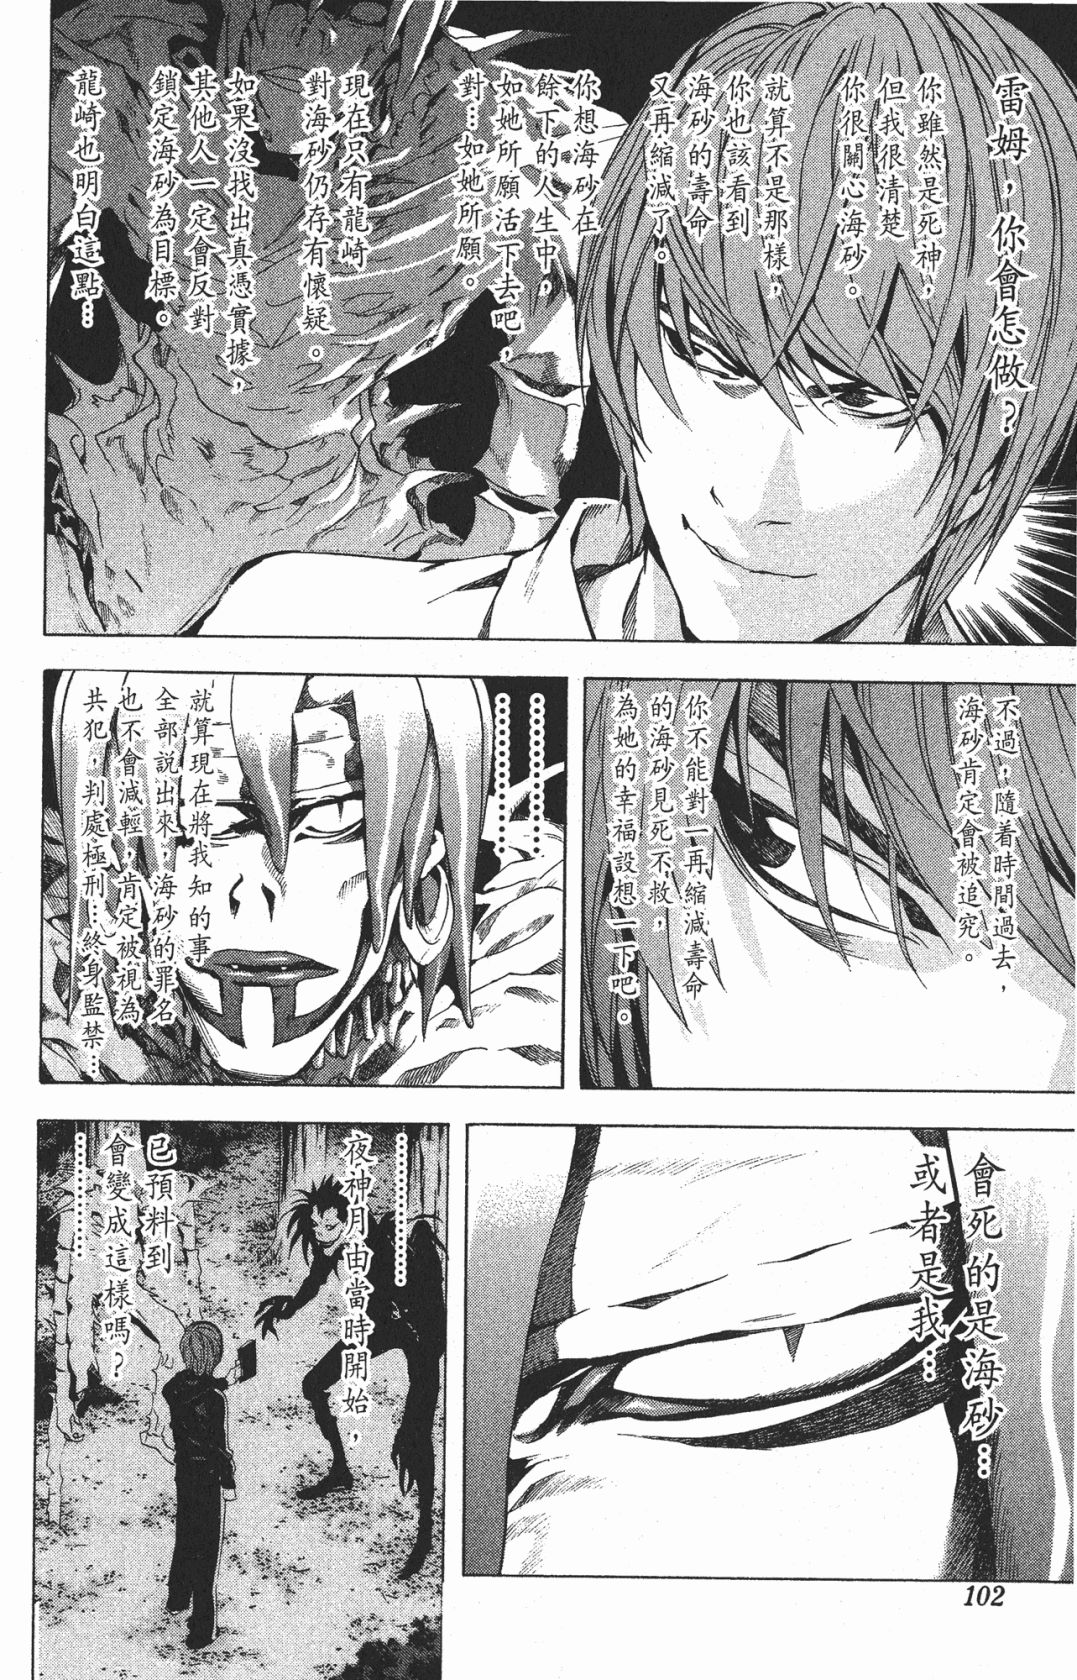 雷姆，你會怎做？
你雖然是死神，
但我很清楚
你很關心海砂。
就算不是那樣，
你也該看到
海砂的壽命
又再縮減了。
你想海砂在
餘下的人生中，
如她所願活下去吧，
對…如她所願。
現在只有龍崎
對海砂仍存有懷疑。
如果沒找出真憑實據，
其他人一定會反對
鎖定海砂為目標。
龍崎也明白這點…
不過，隨着時間過去，
海砂肯定會被追究。
你不能對一再縮減壽命
的海砂見死不救，
為她的幸福設想一下吧。
………………
………………
就算現在將我知的事
全部說出來，海砂的罪名
也不會減輕，肯定被視為
共犯，判處極刑…終身監禁…
會死的是海砂…
或者是我…
………………
夜神月由當時開始，
已預料到
會變成這樣嗎？
………………
102